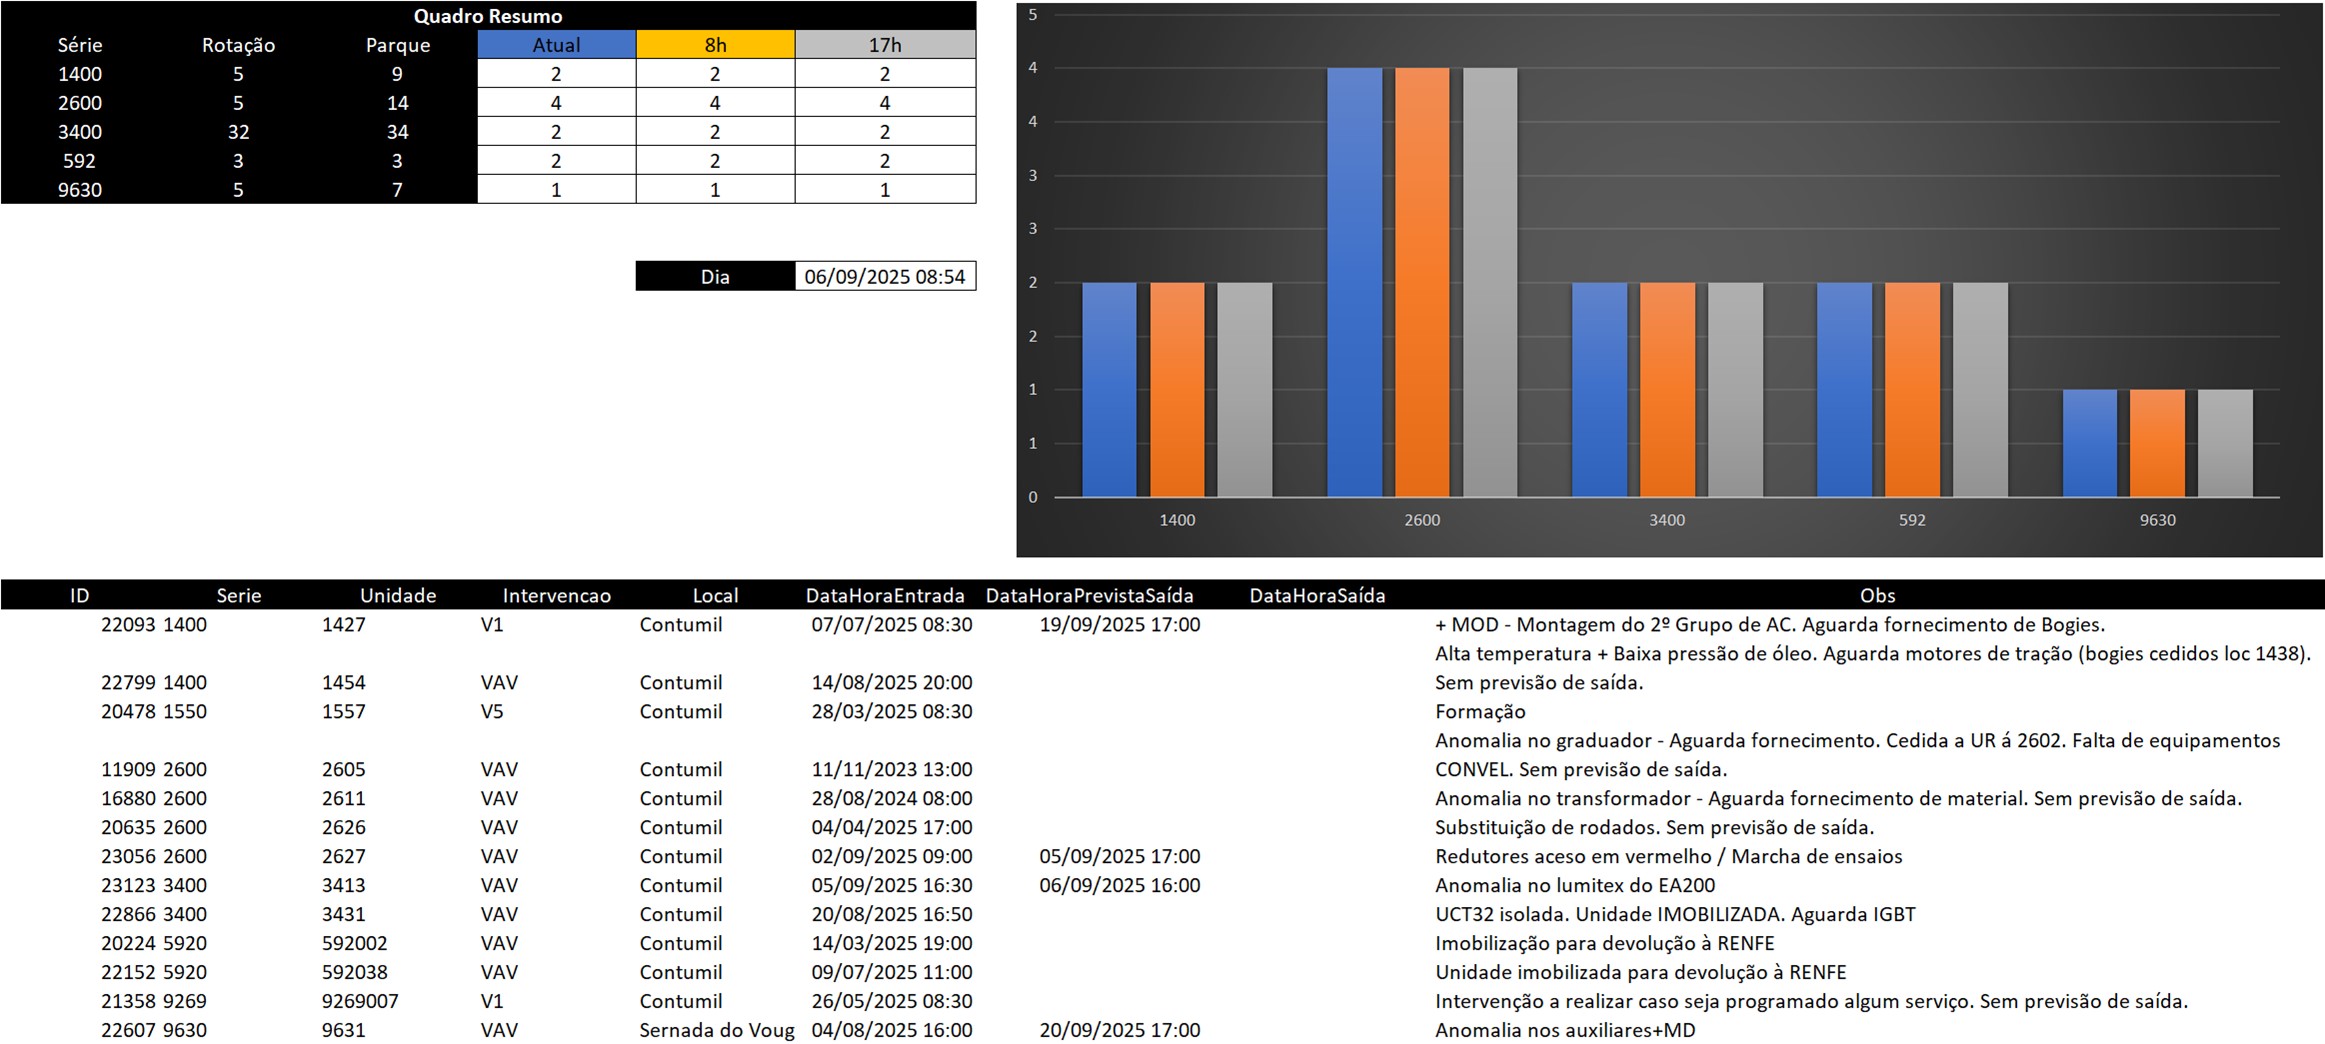 Quadro Resumo
Série Rotação Parque Atual 8h 17h
1400 5 9 2 2 2
2600 5 14 4 4 4
3400 32 34 2 2 2
592 3 3 2 2 2
9630 5 7 1 1 1
Dia 06/09/2025 08:54
5
4
4
3
3
2
2
1
1
0
1400 2600 3400 592 9630
ID Serie Unidade Intervencao Local DataHoraEntrada DataHoraPrevistaSaída DataHoraSaída Obs
22093 1400 1427 V1 Contumil 07/07/2025 08:30 19/09/2025 17:00 + MOD - Montagem do 2º Grupo de AC. Aguarda fornecimento de Bogies.
Alta temperatura + Baixa pressão de óleo. Aguarda motores de tração (bogies cedidos loc 1438).
22799 1400 1454 VAV Contumil 14/08/2025 20:00 Sem previsão de saída.
20478 1550 1557 V5 Contumil 28/03/2025 08:30 Formação
Anomalia no graduador - Aguarda fornecimento. Cedida a UR á 2602. Falta de equipamentos
11909 2600 2605 VAV Contumil 11/11/2023 13:00 CONVEL. Sem previsão de saída.
16880 2600 2611 VAV Contumil 28/08/2024 08:00 Anomalia no transformador - Aguarda fornecimento de material. Sem previsão de saída.
20635 2600 2626 VAV Contumil 04/04/2025 17:00 Substituição de rodados. Sem previsão de saída.
23056 2600 2627 VAV Contumil 02/09/2025 09:00 05/09/2025 17:00 Redutores aceso em vermelho / Marcha de ensaios
23123 3400 3413 VAV Contumil 05/09/2025 16:30 06/09/2025 16:00 Anomalia no lumitex do EA200
22866 3400 3431 VAV Contumil 20/08/2025 16:50 UCT32 isolada. Unidade IMOBILIZADA. Aguarda IGBT
20224 5920 592002 VAV Contumil 14/03/2025 19:00 Imobilização para devolução à RENFE
22152 5920 592038 VAV Contumil 09/07/2025 11:00 Unidade imobilizada para devolução à RENFE
21358 9269 9269007 V1 Contumil 26/05/2025 08:30 Intervenção a realizar caso seja programado algum serviço. Sem previsão de saída.
22607 9630 9631 VAV Sernada do Voug 04/08/2025 16:00 20/09/2025 17:00 Anomalia nos auxiliares+MD